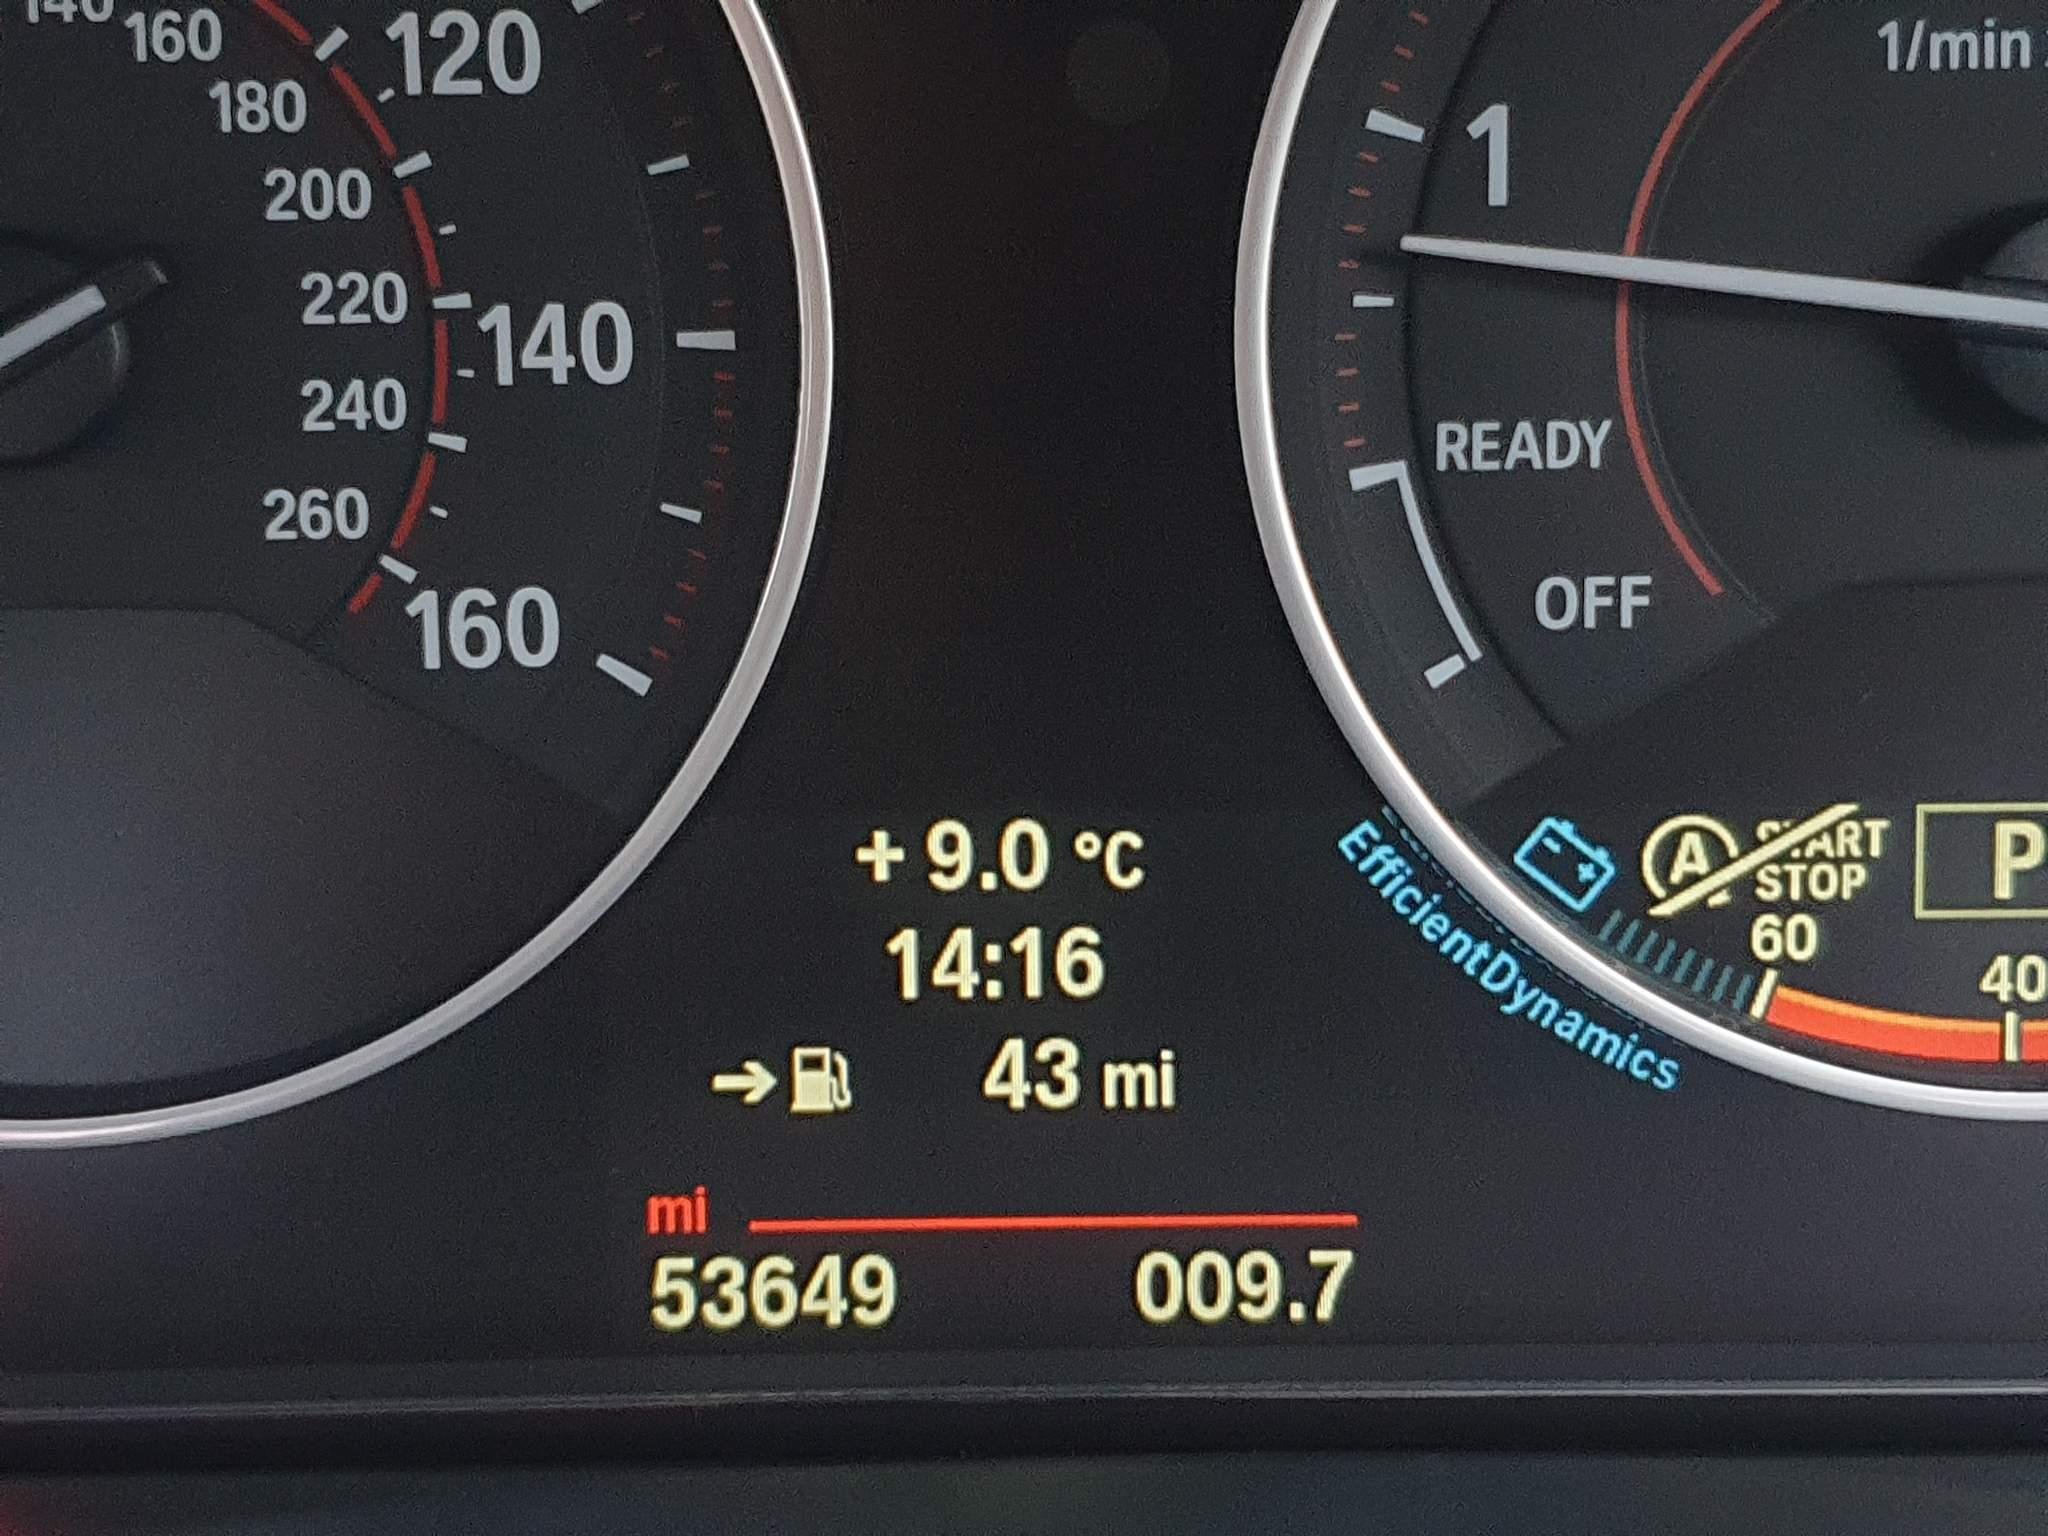 140
160
180
200
220
240
260
120
140
160
1/min
1
READY
OFF
+ 9.0 °C
14:16
→ 43 mi
mi
53649 009.7
EfficientDynamics
A START STOP
P
60
40